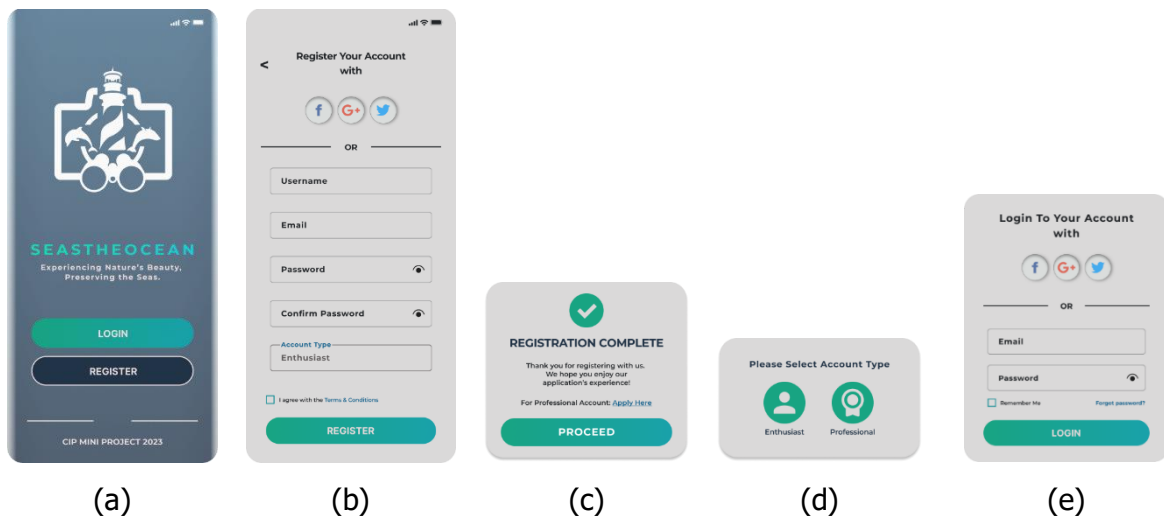 SEASTHEOCEAN
Experiencing Nature's Beauty,
Preserving the Seas.
LOGIN
REGISTER
CIP MINI PROJECT 2023
(a)
<
Register Your Account
with
f G+
OR
Username
Email
Password
Confirm Password
Account Type
Enthusiast
I agree with the Terms & Conditions
REGISTER
(b)
REGISTRATION COMPLETE
Thank you for registering with us.
We hope you enjoy our
application's experience!
For Professional Account: Apply Here
PROCEED
(c)
Please Select Account Type
Enthusiast Professional
(d)
Login To Your Account
with
f G+
OR
Email
Password
Remember Me Forgot password?
LOGIN
(e)